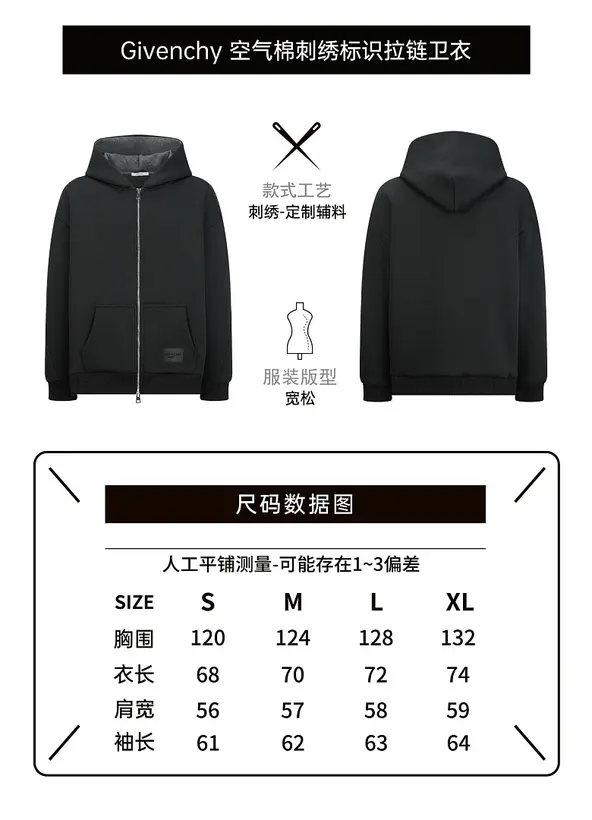 Givenchy 空气棉刺绣标识拉链卫衣
款式工艺
刺绣-定制辅料
服装版型
宽松
尺码数据图
人工平铺测量-可能存在1~3偏差
SIZE S M L XL
胸围 120 124 128 132
衣长 68 70 72 74
肩宽 56 57 58 59
袖长 61 62 63 64